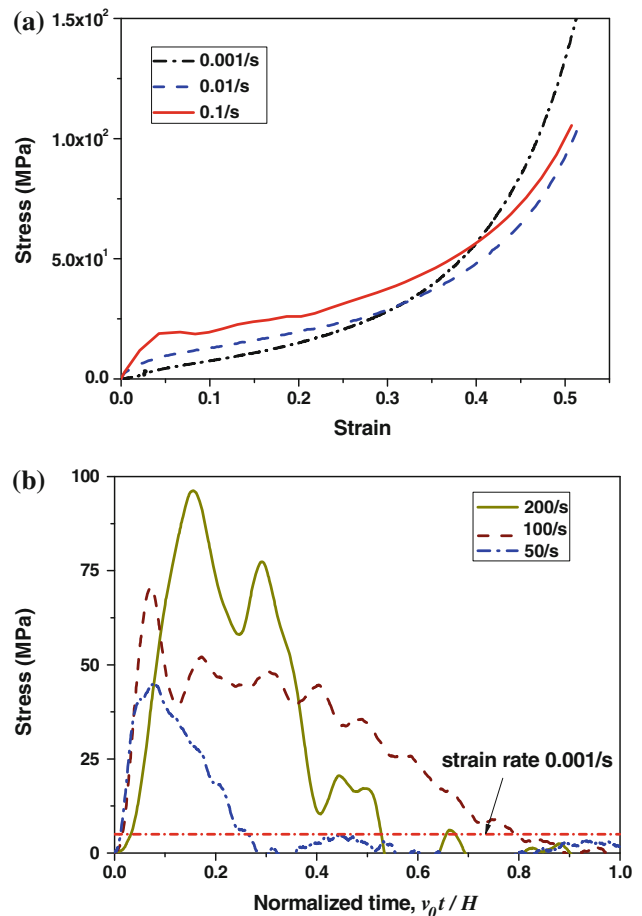 (a)
1.5x10²
1.0x10²
5.0x10¹
0.0
Stress (MPa)
0.001/s
0.01/s
0.1/s
0.0 0.1 0.2 0.3 0.4 0.5
Strain
(b)
100
75
50
25
0
Stress (MPa)
200/s
100/s
50/s
strain rate 0.001/s
0.0 0.2 0.4 0.6 0.8 1.0
Normalized time, v₀t / H